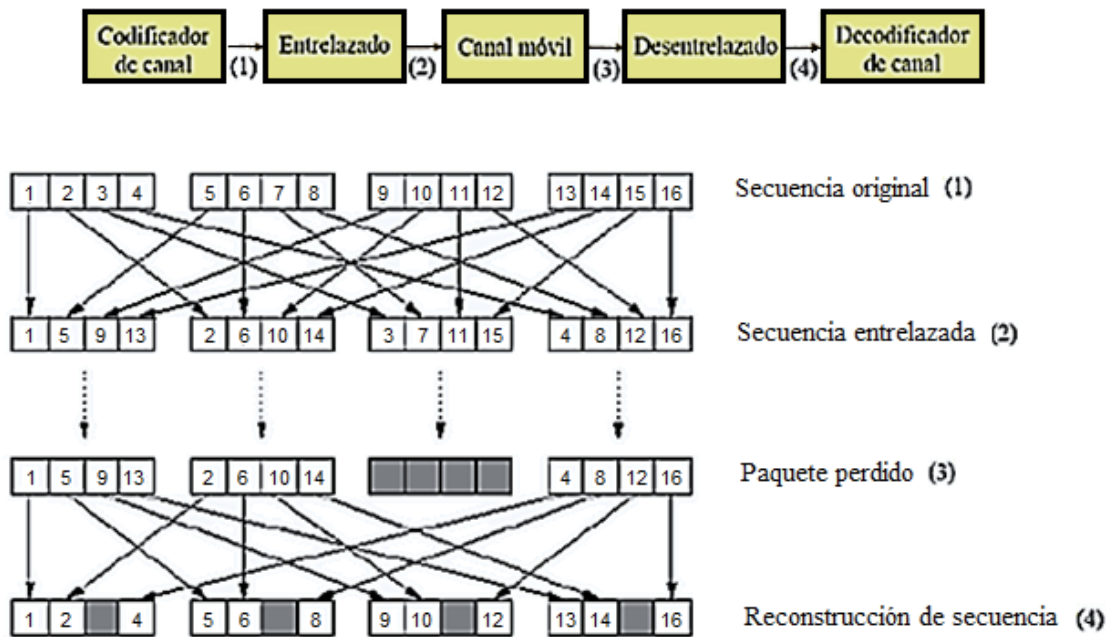 Codificador de canal
(1)
Entrelazado
(2)
Canal móvil
(3)
Desentrelazado
(4)
Decodificador de canal
1 2 3 4 5 6 7 8 9 10 11 12 13 14 15 16 Secuencia original (1)
1 5 9 13 2 6 10 14 3 7 11 15 4 8 12 16 Secuencia entrelazada (2)
1 5 9 13 2 6 10 14 4 8 12 16 Paquete perdido (3)
1 2 4 5 6 8 9 10 12 13 14 16 Reconstrucción de secuencia (4)